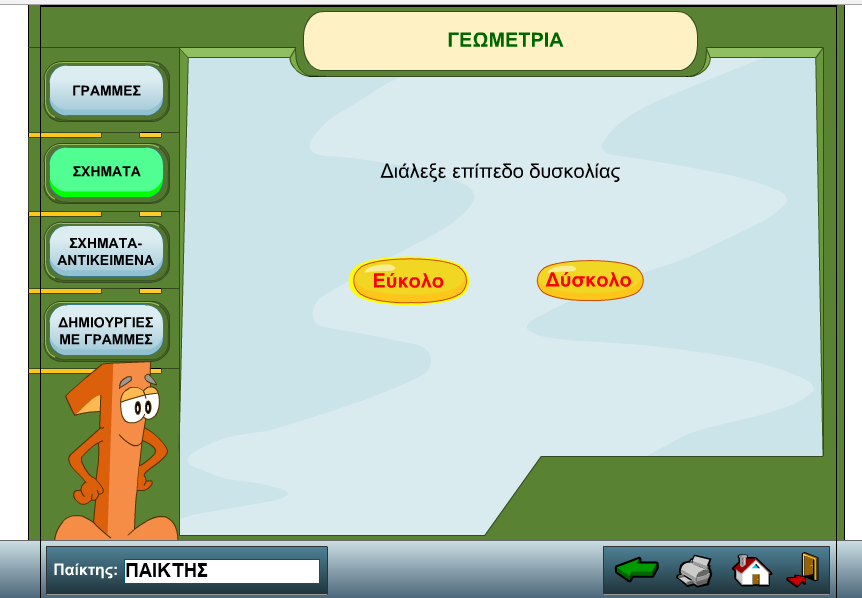 ΓΕΩΜΕΤΡΙΑ
ΓΡΑΜΜΕΣ
ΣΧΗΜΑΤΑ
ΣΧΗΜΑΤΑ-
ΑΝΤΙΚΕΙΜΕΝΑ
ΔΗΜΙΟΥΡΓΙΕΣ
ΜΕ ΓΡΑΜΜΕΣ
Διάλεξε επίπεδο δυσκολίας
Εύκολο
Δύσκολο
Παίκτης: ΠΑΙΚΤΗΣ